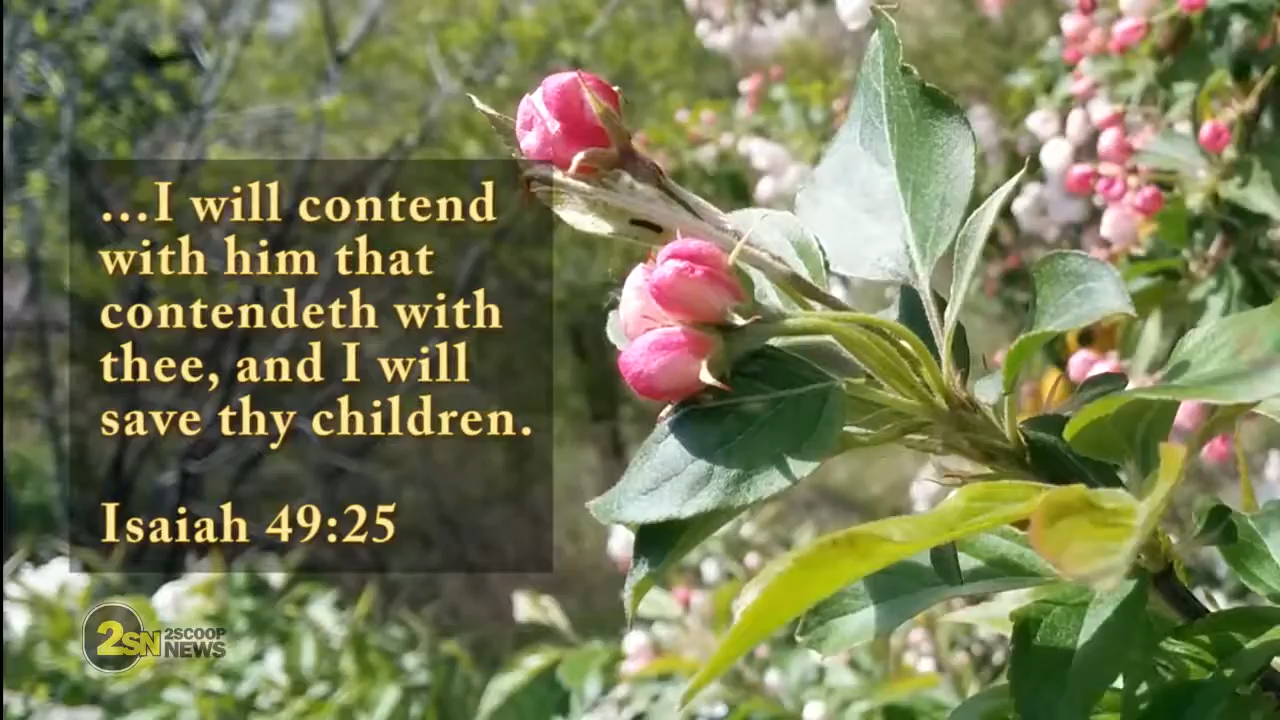 ...I will contend
with him that
contendeth with
thee, and I will
save thy children.
Isaiah 49:25
2SN 2SCOOP
NEWS